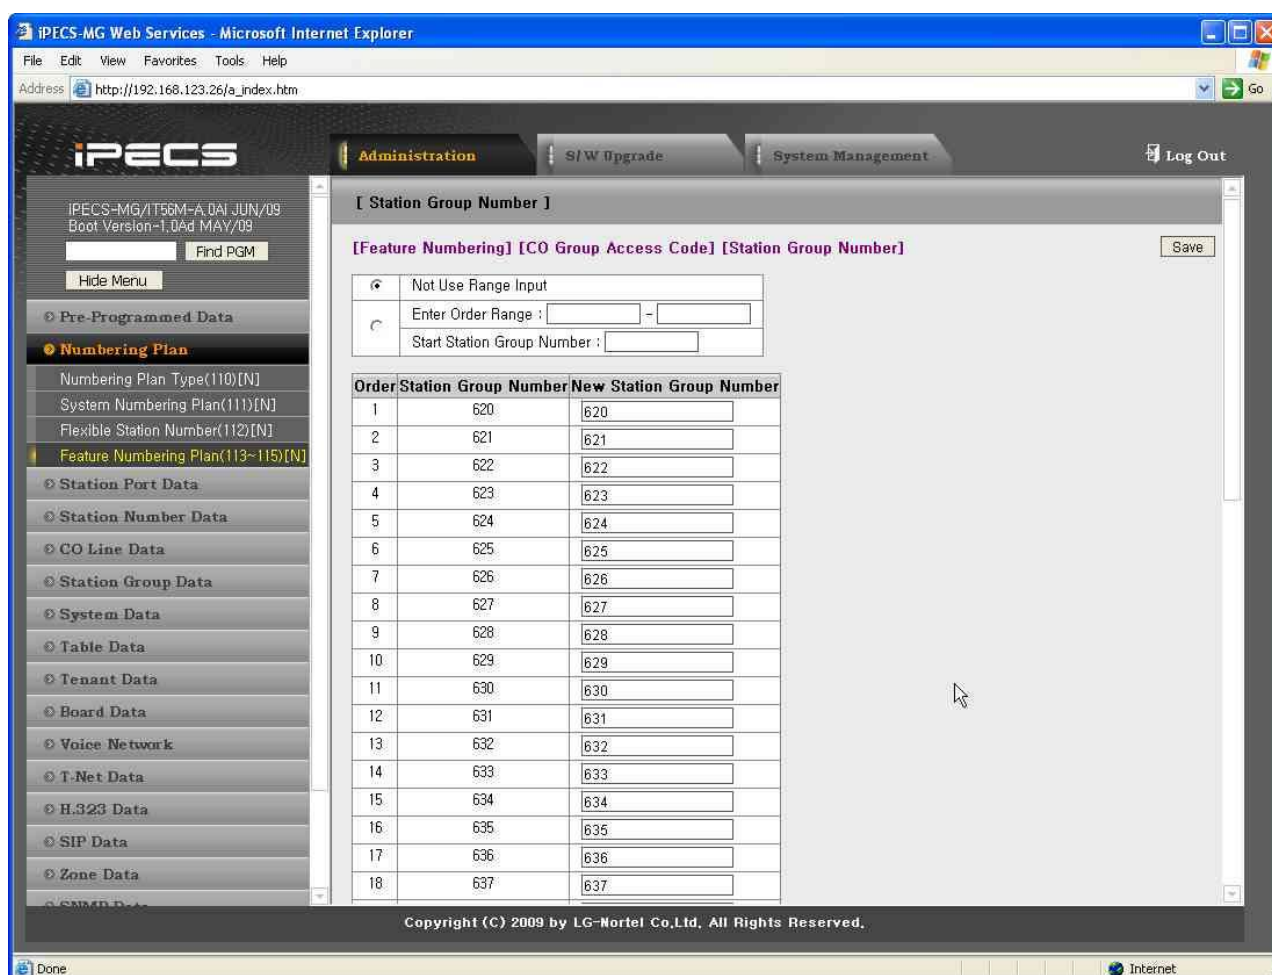 iPECS-MG Web Services - Microsoft Internet Explorer
File Edit View Favorites Tools Help
Address http://192.168.123.26/a_index.htm Go
iPECS
Administration S/W Upgrade System Management Log Out
iPECS-MG/IT56M-A.0Ai JUN/09
Boot Version-1.0Ad MAY/09
Find PGM
Hide Menu
Pre-Programmed Data
Numbering Plan
Numbering Plan Type(110)[N]
System Numbering Plan(111)[N]
Flexible Station Number(112)[N]
Feature Numbering Plan(113~115)[N]
Station Port Data
Station Number Data
CO Line Data
Station Group Data
System Data
Table Data
Tenant Data
Board Data
Voice Network
T-Net Data
H.323 Data
SIP Data
Zone Data
[ Station Group Number ]
[Feature Numbering] [CO Group Access Code] [Station Group Number] Save
Not Use Range Input
Enter Order Range : -
Start Station Group Number :
Order Station Group Number New Station Group Number
1 620 620
2 621 621
3 622 622
4 623 623
5 624 624
6 625 625
7 626 626
8 627 627
9 628 628
10 629 629
11 630 630
12 631 631
13 632 632
14 633 633
15 634 634
16 635 635
17 636 636
18 637 637
Copyright (C) 2009 by LG-Nortel Co,Ltd. All Rights Reserved.
Done Internet